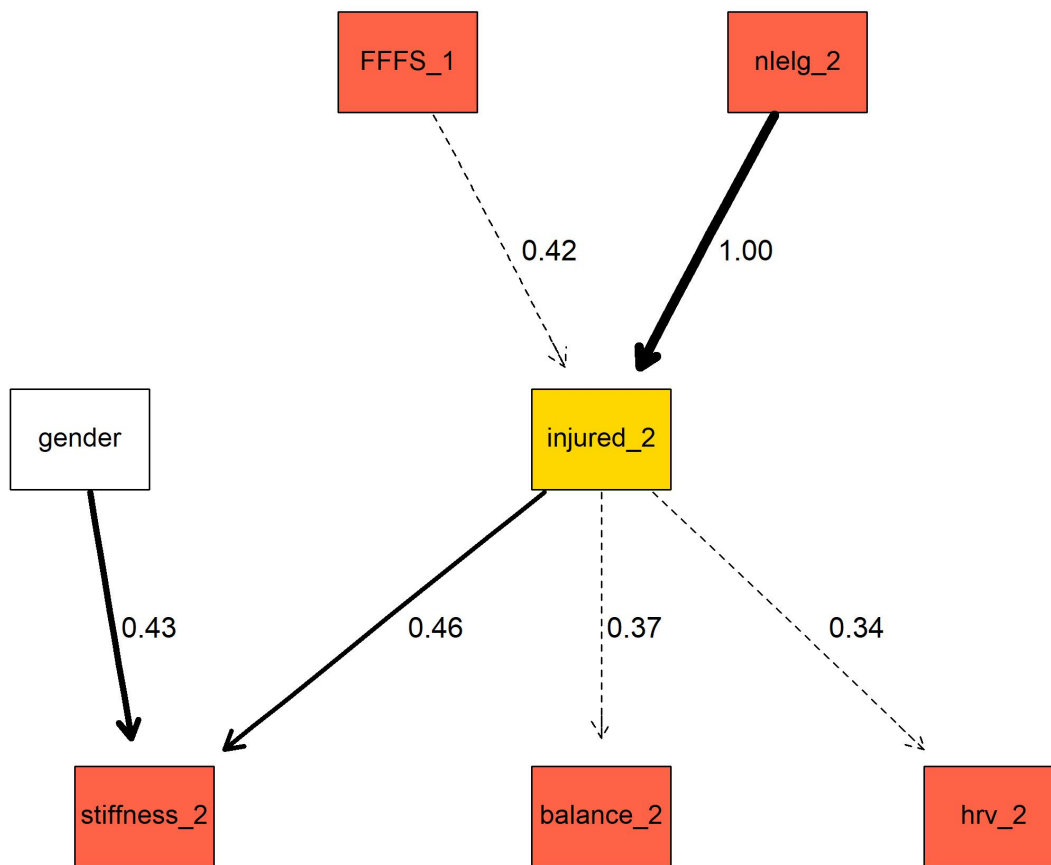 FFFS_1
nlelg_2
0.42
1.00
gender
injured_2
0.43
0.46
0.37
0.34
stiffness_2
balance_2
hrv_2